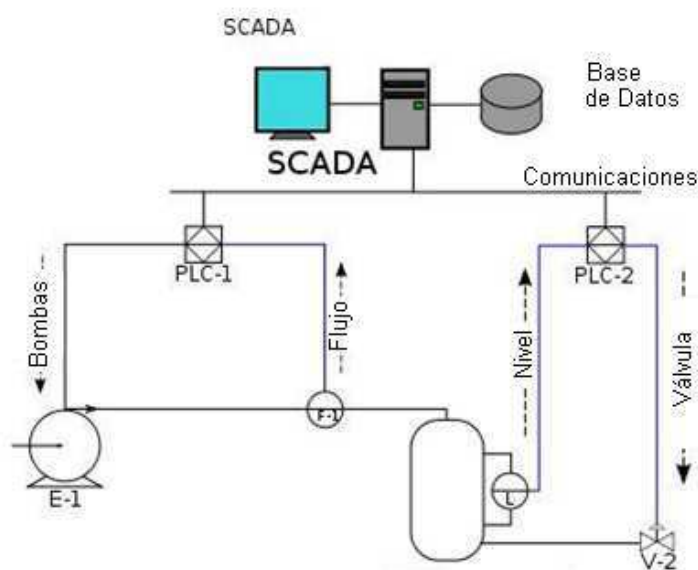 SCADA
Base
de Datos
SCADA
Comunicaciones
PLC-1
PLC-2
Bombas
Flujo
Nivel
Válvula
F-1
E-1
L
V-2